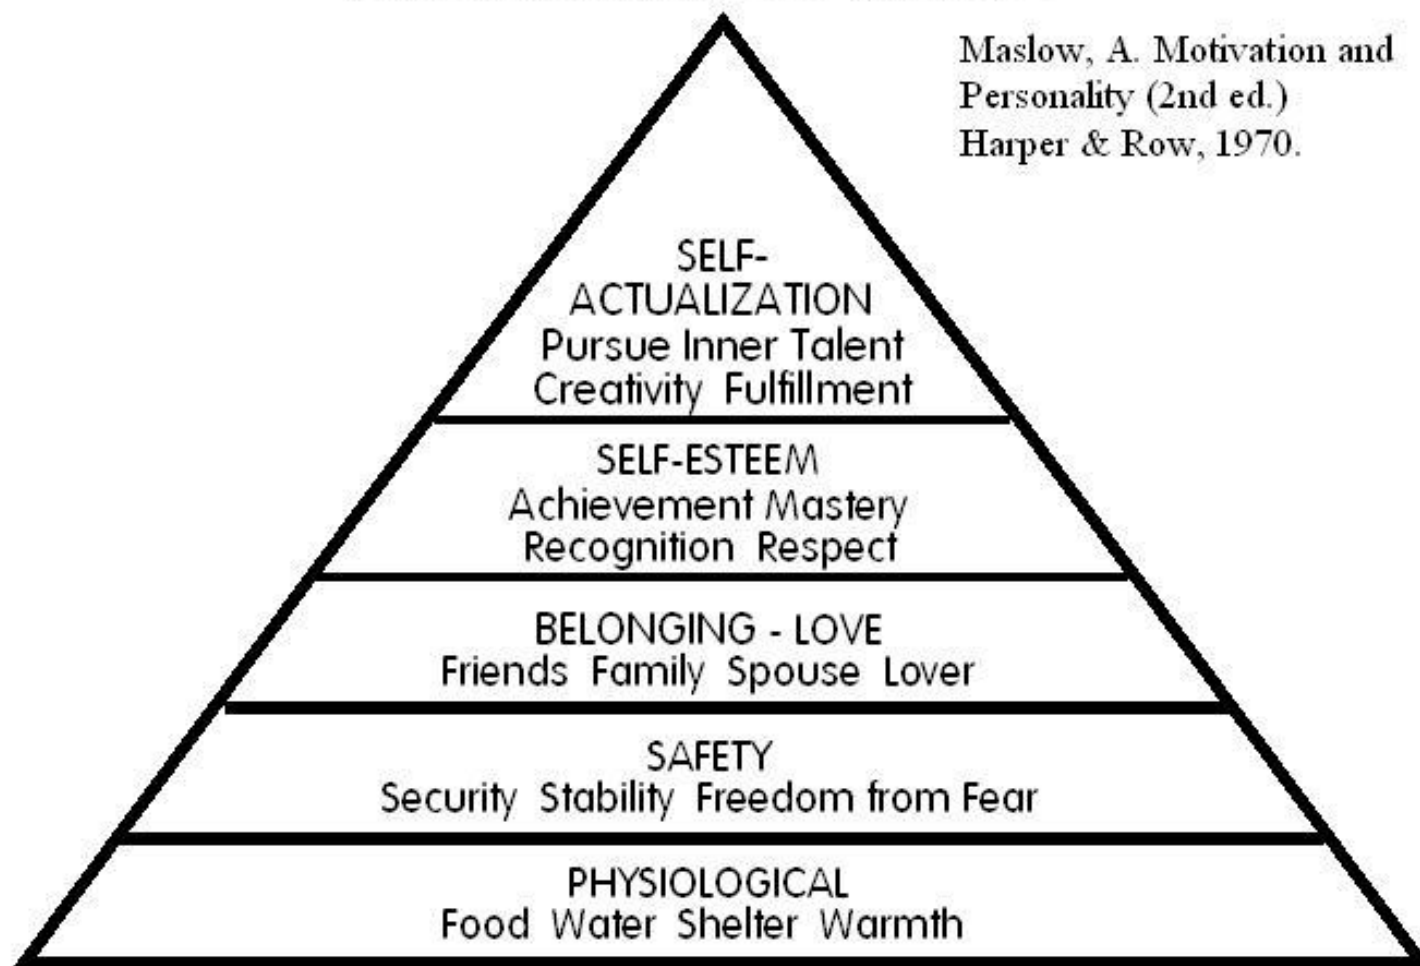 Maslow, A. Motivation and
Personality (2nd ed.)
Harper & Row, 1970.
SELF-
ACTUALIZATION
Pursue Inner Talent
Creativity Fulfillment
SELF-ESTEEM
Achievement Mastery
Recognition Respect
BELONGING - LOVE
Friends Family Spouse Lover
SAFETY
Security Stability Freedom from Fear
PHYSIOLOGICAL
Food Water Shelter Warmth